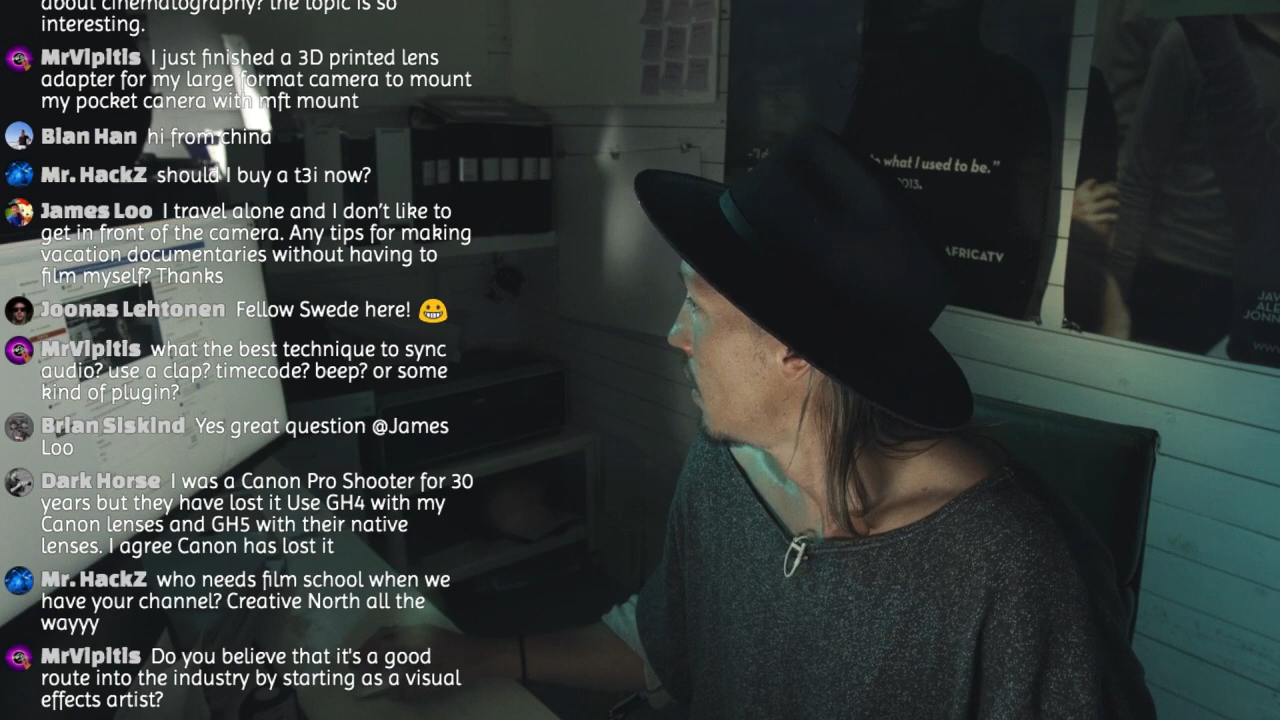 about cinematography? the topic is so
interesting.
MrVipitis I just finished a 3D printed lens
adapter for my large format camera to mount
my pocket canera with mft mount
Bian Han hi from china
Mr. HackZ should I buy a t3i now?
James Loo I travel alone and I don't like to
get in front of the camera. Any tips for making
vacation documentaries without having to
film myself? Thanks
Joonas Lehtonen Fellow Swede here! 😀
MrVipitis what the best technique to sync
audio? use a clap? timecode? beep? or some
kind of plugin?
Brian Siskind Yes great question @James
Loo
Dark Horse I was a Canon Pro Shooter for 30
years but they have lost it Use GH4 with my
Canon lenses and GH5 with their native
lenses. I agree Canon has lost it
Mr. HackZ who needs film school when we
have your channel? Creative North all the
wayyy
MrVipitis Do you believe that it's a good
route into the industry by starting as a visual
effects artist?
what I used to be."
2013.
AFRICATV